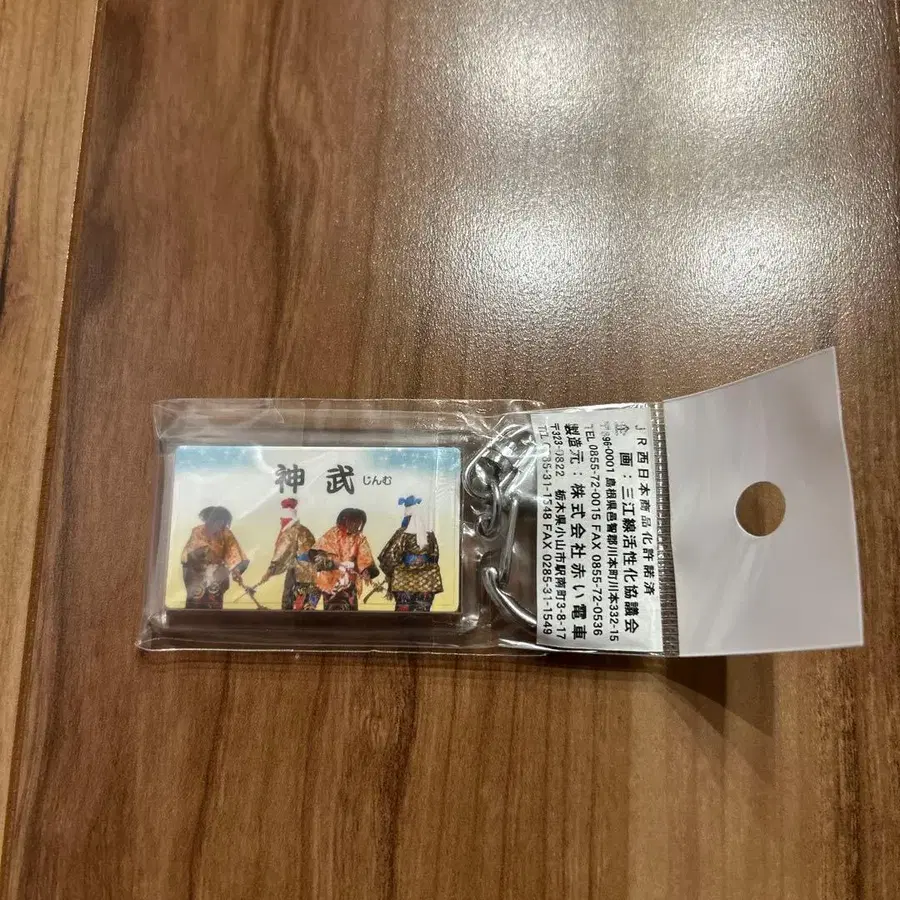 神武 じんむ
JR西日本商品化許諾済
企　画：三江線活性化協議会
〒696-0001 島根県邑智郡川本町川本332-15
TEL 0855-72-0015 FAX 0855-72-0536
製造元：株式会社赤い電車
〒323-0822 栃木県小山市駅南町3-8-17
TEL 0285-31-1548 FAX 0285-31-1549